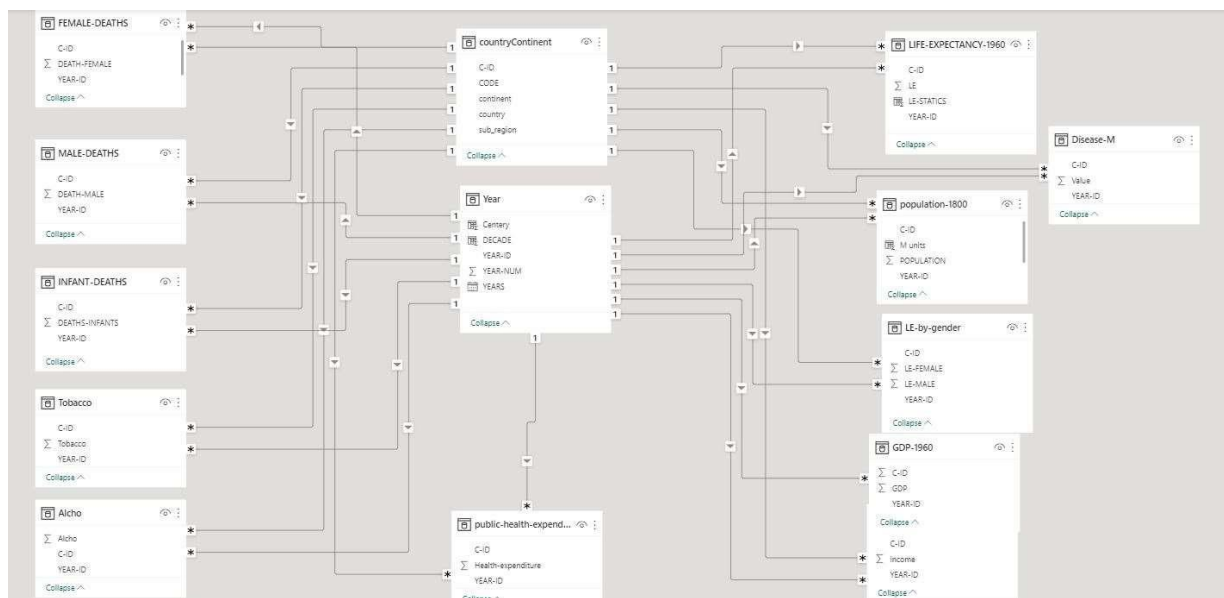 FEMALE-DEATHS
C-ID
Σ DEATH-FEMALE
YEAR-ID
Collapse
MALE-DEATHS
C-ID
Σ DEATH-MALE
YEAR-ID
Collapse
INFANT-DEATHS
C-ID
Σ DEATHS-INFANTS
YEAR-ID
Collapse
Tobacco
C-ID
Σ Tobacco
YEAR-ID
Collapse
Alcho
Σ Alcho
C-ID
YEAR-ID
Collapse
countryContinent
C-ID
CODE
continent
country
sub_region
Collapse
Year
Centery
DECADE
YEAR-ID
Σ YEAR-NUM
YEARS
Collapse
public-health-expend...
C-ID
Σ Health-expenditure
YEAR-ID
LIFE-EXPECTANCY-1960
C-ID
Σ LE
LE-STATICS
YEAR-ID
Collapse
Disease-M
C-ID
Σ Value
YEAR-ID
Collapse
population-1800
C-ID
M units
Σ POPULATION
YEAR-ID
Collapse
LE-by-gender
C-ID
Σ LE-FEMALE
Σ LE-MALE
YEAR-ID
Collapse
GDP-1960
Σ C-ID
Σ GDP
YEAR-ID
Collapse
C-ID
Σ Income
YEAR-ID
Collapse